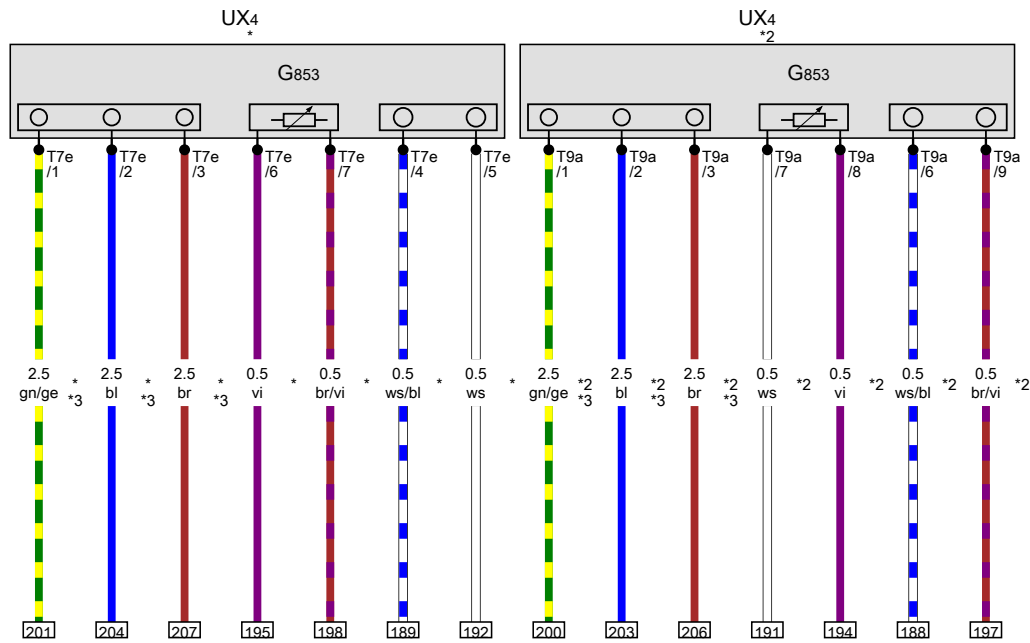 UX4
*
UX4
*2
G853
G853
T7e T7e T7e T7e T7e T7e T7e T9a T9a T9a T9a T9a T9a T9a
/1 /2 /3 /6 /7 /4 /5 /1 /2 /3 /7 /8 /6 /9
2.5 2.5 2.5 0.5 0.5 0.5 0.5 2.5 2.5 2.5 0.5 0.5 0.5 0.5
* * * * * * * *2 *2 *2 *2 *2 *2 *2
gn/ge bl br vi br/vi ws/bl ws gn/ge bl br ws vi ws/bl br/vi
*3 *3 *3 *3 *3 *3
201 204 207 195 198 189 192 200 203 206 191 194 188 197